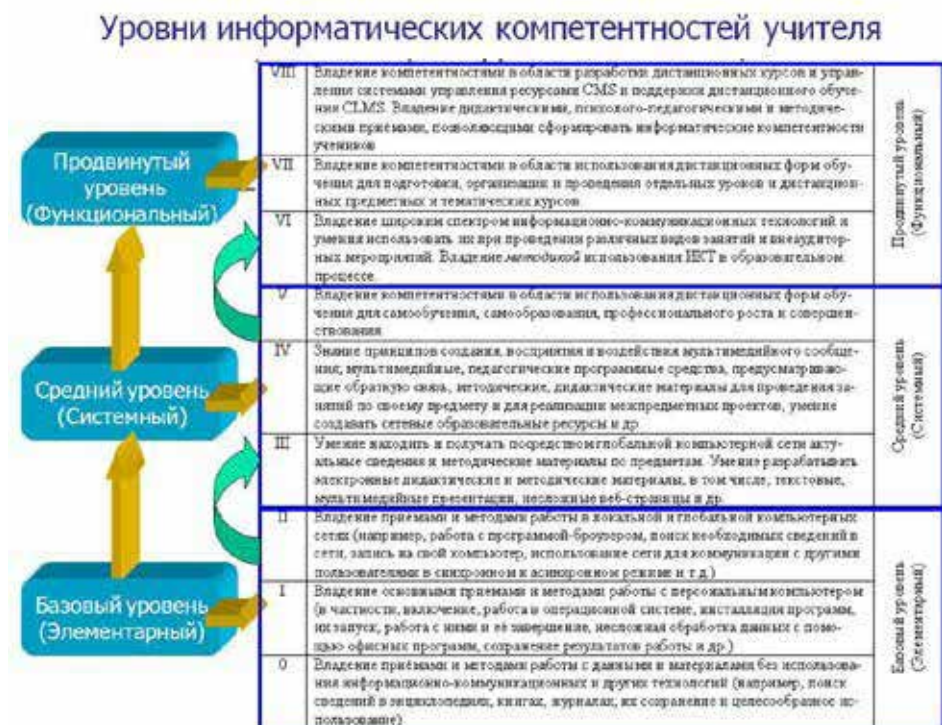 Уровни информатических компетентностей учителя
VIII
Владение компетентностями в области разработки дистанционных курсов и управ-
ления системами управления ресурсами CMS и поддержки дистанционного обуче-
ния CLMS. Владение дидактическими, психолого-педагогическими и методиче-
скими приёмами, позволяющими сформировать информатические компетентности
учеников
VII
Владение компетентностями в области использования дистанционных форм обу-
чения для подготовки, организации и проведения отдельных уроков и дистанцион-
ных предметных и тематических курсов
VI
Владение широким спектром информационно-коммуникационных технологий и
умения использовать их при проведении различных видов занятий и внеаудитор-
ных мероприятий. Владение методикой использования ИКТ в образовательном
процессе.
Продвинутый уровень
(Функциональный)
Продвинутый
уровень
(Функциональный)
V
Владение компетентностями в области использования дистанционных форм обу-
чения для самообучения, самообразования, профессионального роста и совершен-
ствования
IV
Знание принципов создания, восприятия и воздействия мультимедийного сообще-
ния, мультимедийные, педагогические программные средства, предусматриваю-
щие обратную связь, методические, дидактические материалы для проведения за-
нятий по своему предмету и для реализации межпредметных проектов, умение
создавать сетевые образовательные ресурсы и др
III
Умение находить и получать посредством глобальной компьютерной сети акту-
альные сведения и методические материалы по предметам. Умение разрабатывать
электронные дидактические и методические материалы, в том числе, текстовые,
мультимедийные презентации, несложные веб-страницы и др
Средний уровень
(Системный)
Средний уровень
(Системный)
II
Владение приёмами и методами работы в локальной и глобальной компьютерных
сетях (например, работа с программой-броузером, поиск необходимых сведений в
сети, запись на свой компьютер, использование сети для коммуникации с другими
пользователями в синхронном и асинхронном режиме и т.д.)
I
Владение основными приемами и методами работы с персональным компьютером
(в частности, включение, работа в операционной системе, инсталляция программ,
их запуск, работа с ними и её завершение, несложная обработка данных с помо-
щью офисных программ, сохранение результатов работы и др.)
0
Владение приёмами и методами работы с данными и материалами без использова-
ния информационно-коммуникационных и других технологий (например, поиск
сведений в энциклопедиях, книгах, журналах, их сохранение и целесообразное ис-
пользование)
Базовый уровень
(Элементарный)
Базовый уровень
(Элементарный)